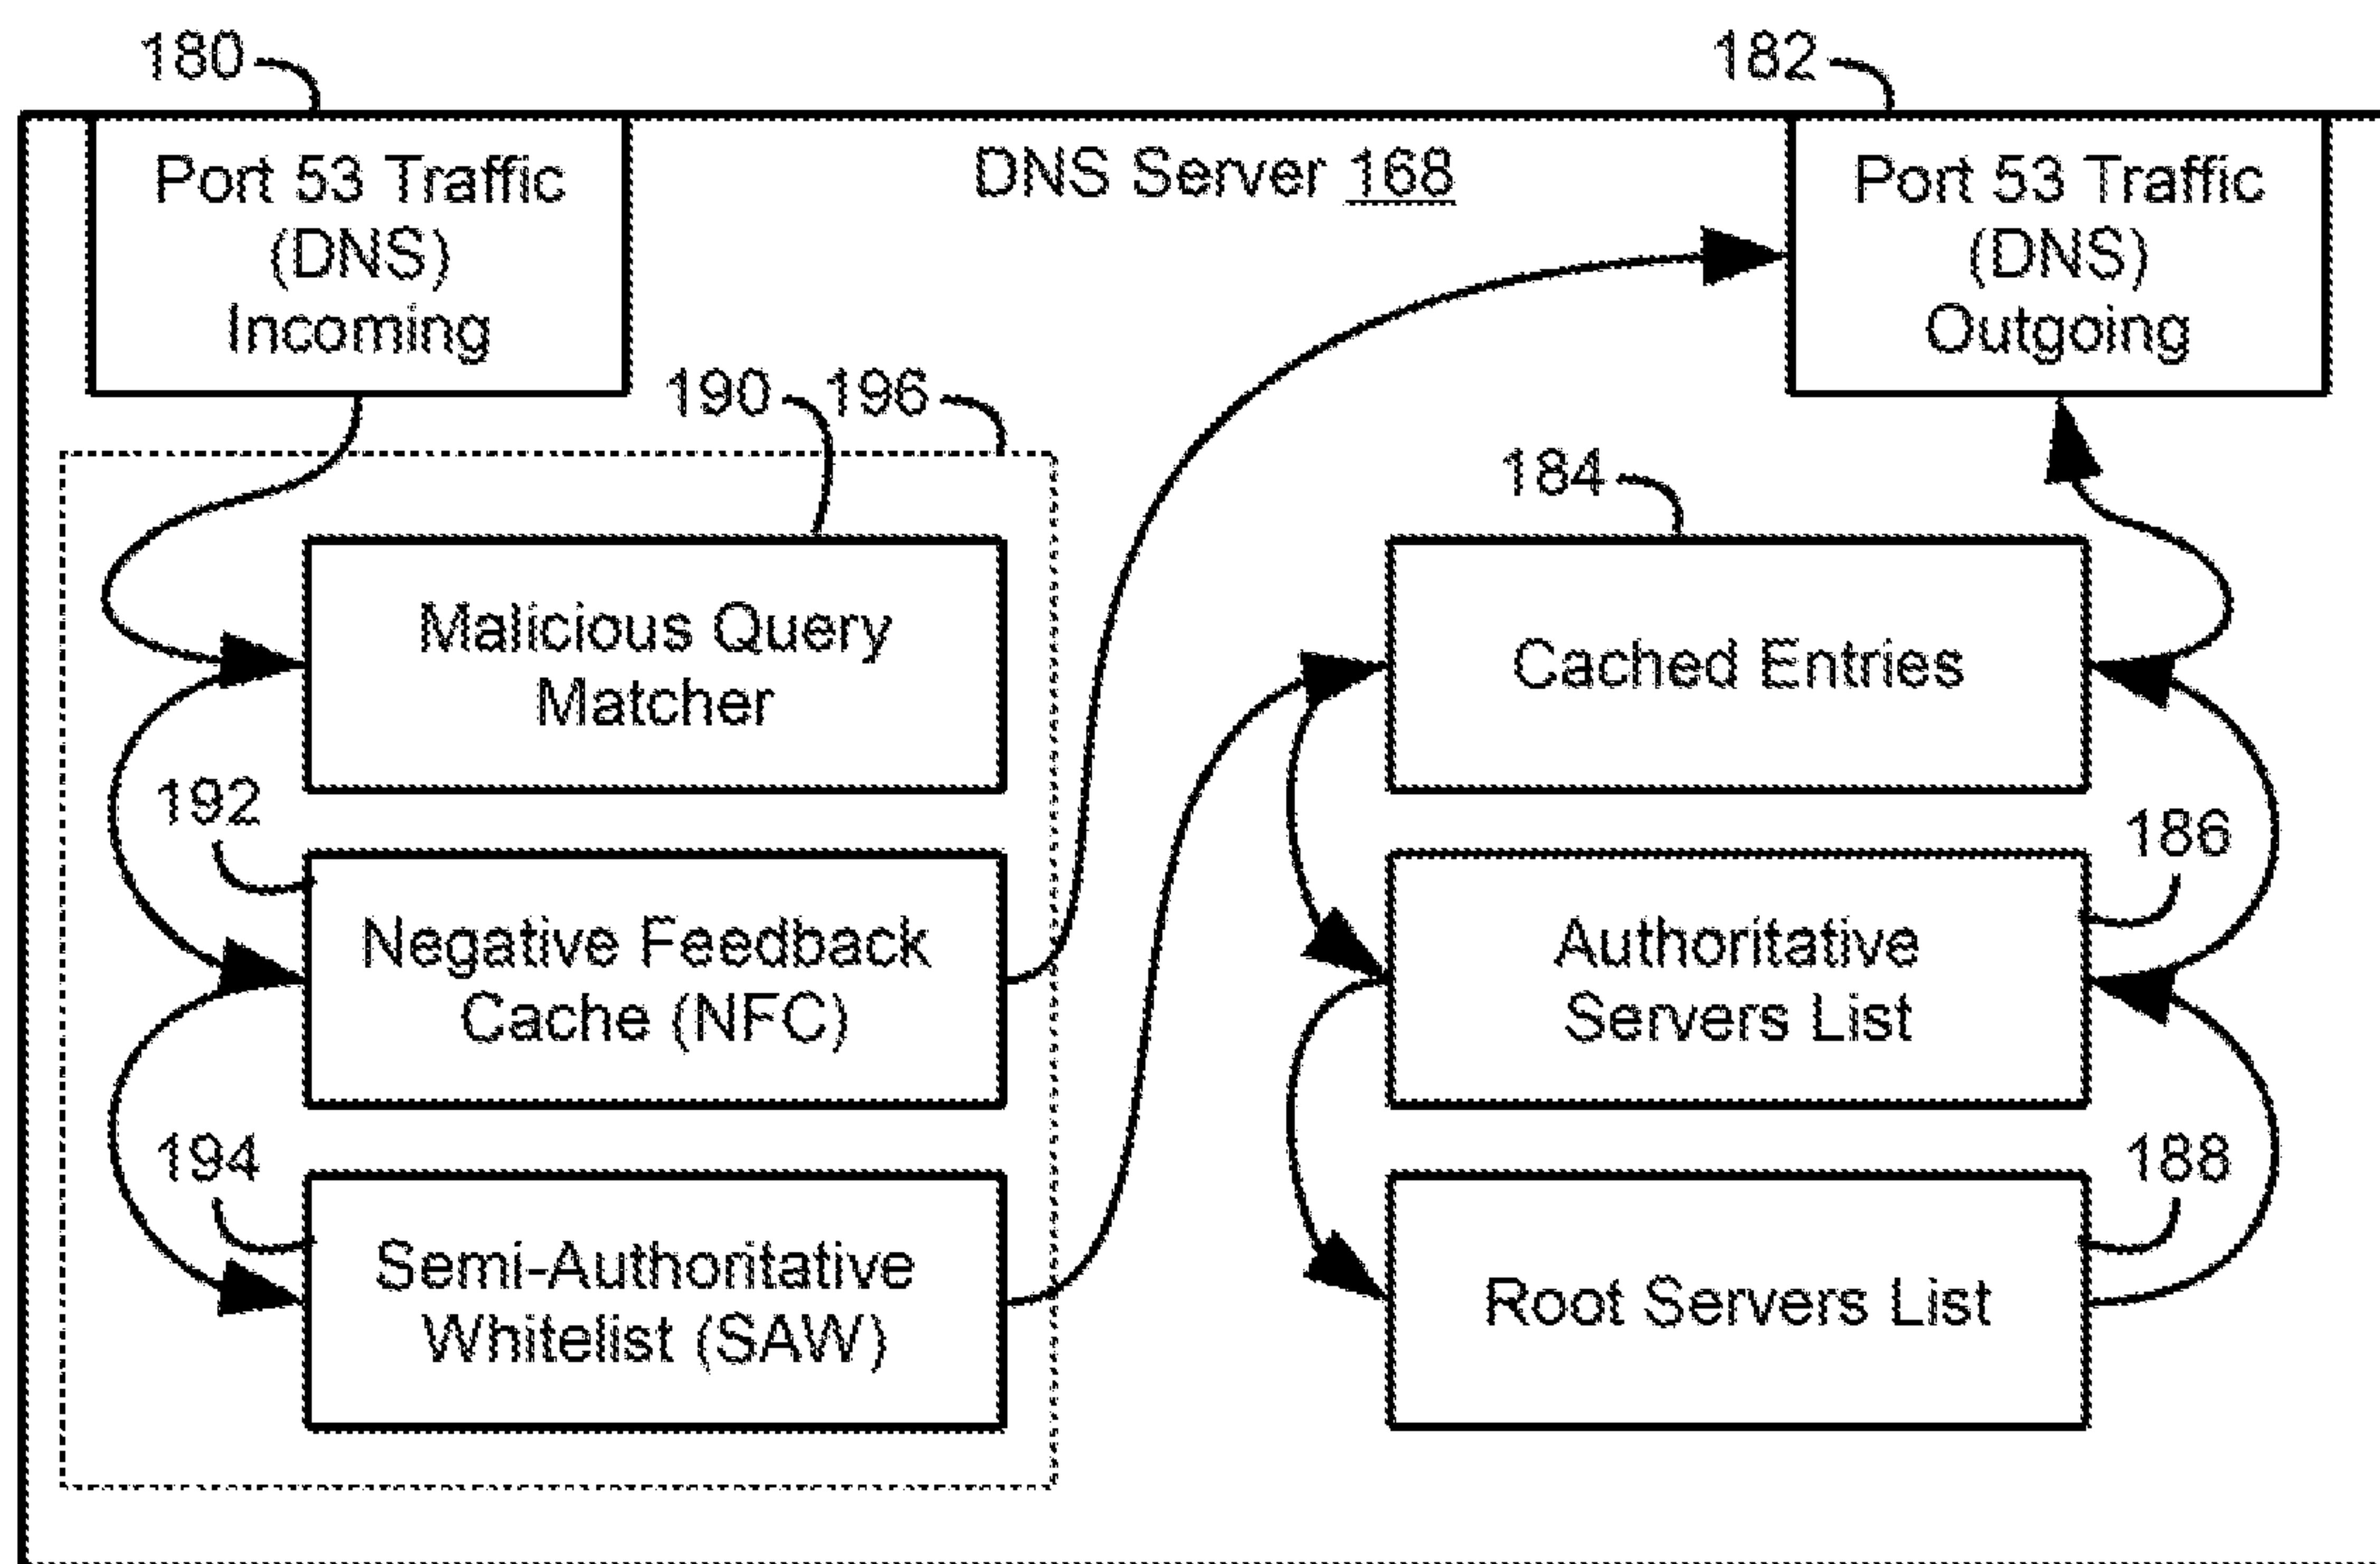 180
182
Port 53 Traffic
(DNS)
Incoming
DNS Server 168
Port 53 Traffic
(DNS)
Outgoing
190
196
184
Malicious Query
Matcher
Cached Entries
192
186
Negative Feedback
Cache (NFC)
Authoritative
Servers List
194
188
Semi-Authoritative
Whitelist (SAW)
Root Servers List